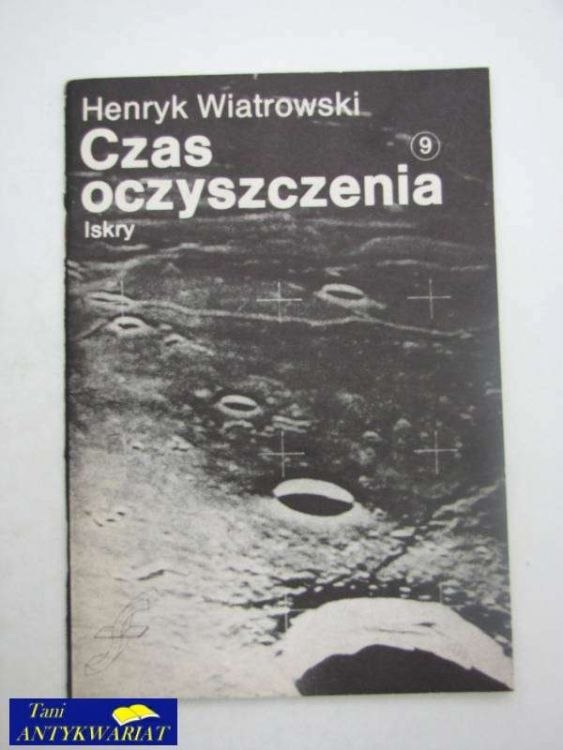 Henryk Wiatrowski
Czas
9
oczyszczenia
Iskry
Tani
ANTYKWARIAT